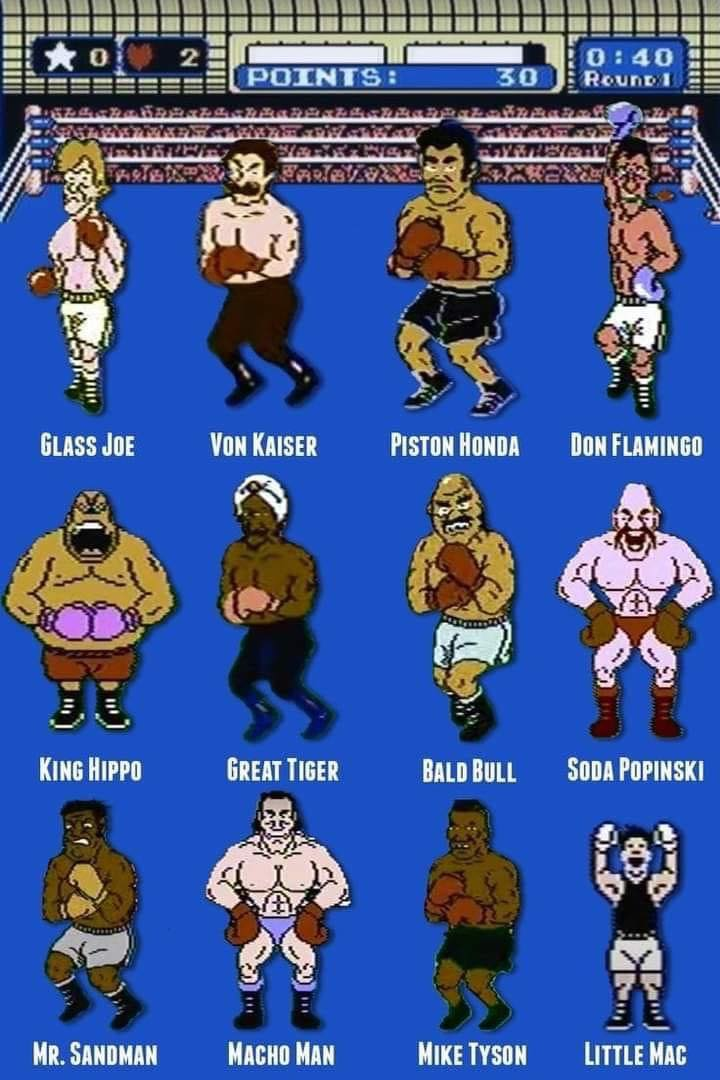 ★ 0 ♥ 2
0:40
POINTS: 30
Round 1
GLASS JOE VON KAISER PISTON HONDA DON FLAMINGO
KING HIPPO GREAT TIGER BALD BULL SODA POPINSKI
MR. SANDMAN MACHO MAN MIKE TYSON LITTLE MAC